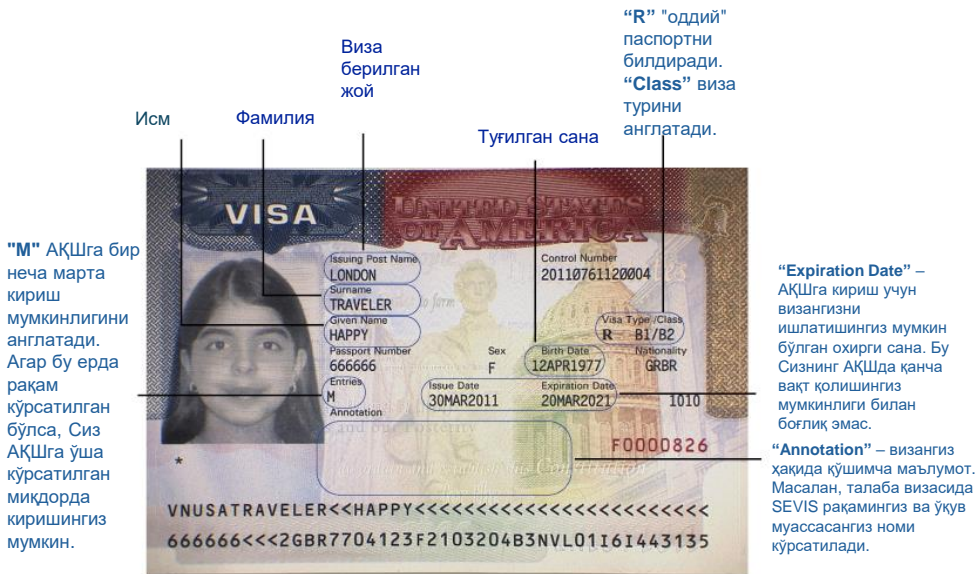 “R” "оддий"
паспортни
билдиради.
“Class” виза
турини
англатади.
Виза
берилган
жой
Исм
Фамилия
Туғилган сана
"M" АҚШга бир
неча марта
кириш
мумкинлигини
англатади.
Агар бу ерда
рақам
кўрсатилган
бўлса, Сиз
АҚШга ўша
кўрсатилган
миқдорда
киришингиз
мумкин.
VISA
UNITED STATES
OF AMERICA
Issuing Post Name
LONDON
Control Number
20110761120004
Surname
TRAVELER
Given Name
HAPPY
Visa Type /Class
R B1/B2
Passport Number
666666
Sex
F
Birth Date
12APR1977
Nationality
GRBR
Entries
M
Issue Date
30MAR2011
Expiration Date
20MAR2021
1010
Annotation
and our Posterity
F0000826
Constitution
*
VNUSATRAVELER<<HAPPY<<<<<<<<<<<<<<<<<<<<<<<<
666666<<<2GBR7704123F2103204B3NVL01I6I443135
“Expiration Date” –
АҚШга кириш учун
визангизни
ишлатишингиз мумкин
бўлган охирги сана. Бу
Сизнинг АҚШда қанча
вақт қолишингиз
мумкинлиги билан
боғлиқ эмас.
“Annotation” – визангиз
ҳақида қўшимча маълумот.
Масалан, талаба визасида
SEVIS рақамингиз ва ўқув
муассасангиз номи
кўрсатилади.